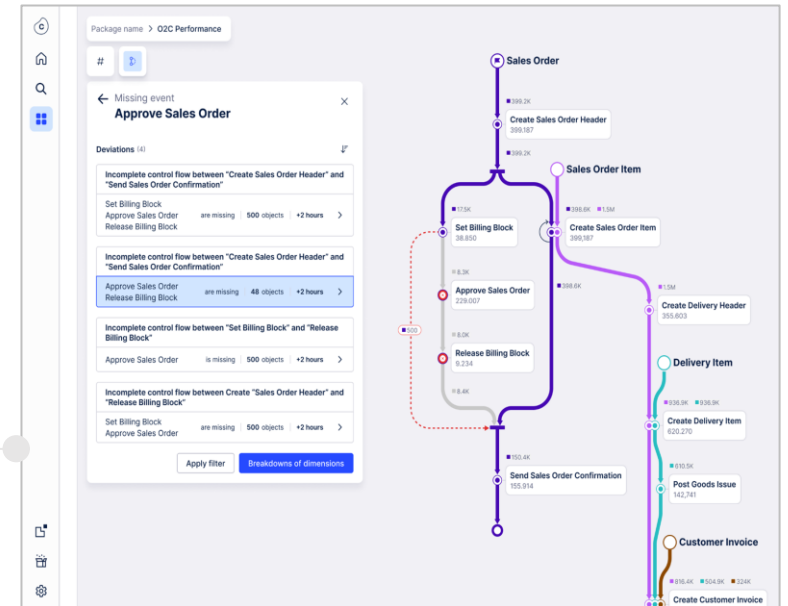 Package name > O2C Performance
#
← Missing event
Approve Sales Order
Deviations (4)
Incomplete control flow between "Create Sales Order Header" and
"Send Sales Order Confirmation"
Set Billing Block
Approve Sales Order
Release Billing Block
are missing | 500 objects | +2 hours >
Incomplete control flow between "Create Sales Order Header" and
"Send Sales Order Confirmation"
Approve Sales Order
Release Billing Block
are missing | 48 objects | +2 hours >
Incomplete control flow between "Set Billing Block" and "Release
Billing Block"
Approve Sales Order
is missing | 500 objects | +2 hours >
Incomplete control flow between Create "Sales Order Header" and
"Release Billing Block"
Set Billing Block
Approve Sales Order
are missing | 500 objects | +2 hours >
Apply filter
Breakdowns of dimensions
Sales Order
399.2K
Create Sales Order Header
399.187
399.2K
Sales Order Item
17.5K
398.6K 1.5M
Set Billing Block
38.850
Create Sales Order Item
399,187
8.3K
398.6K
1.5M
Approve Sales Order
229.007
Create Delivery Header
355.603
500
8.0K
Release Billing Block
9.234
Delivery Item
8.4K
936.9K 936.9K
Create Delivery Item
620.270
150.4K
Send Sales Order Confirmation
155.914
610.5K
Post Goods Issue
142,741
Customer Invoice
616.4K 504.9K 324K
Create Customer Invoice